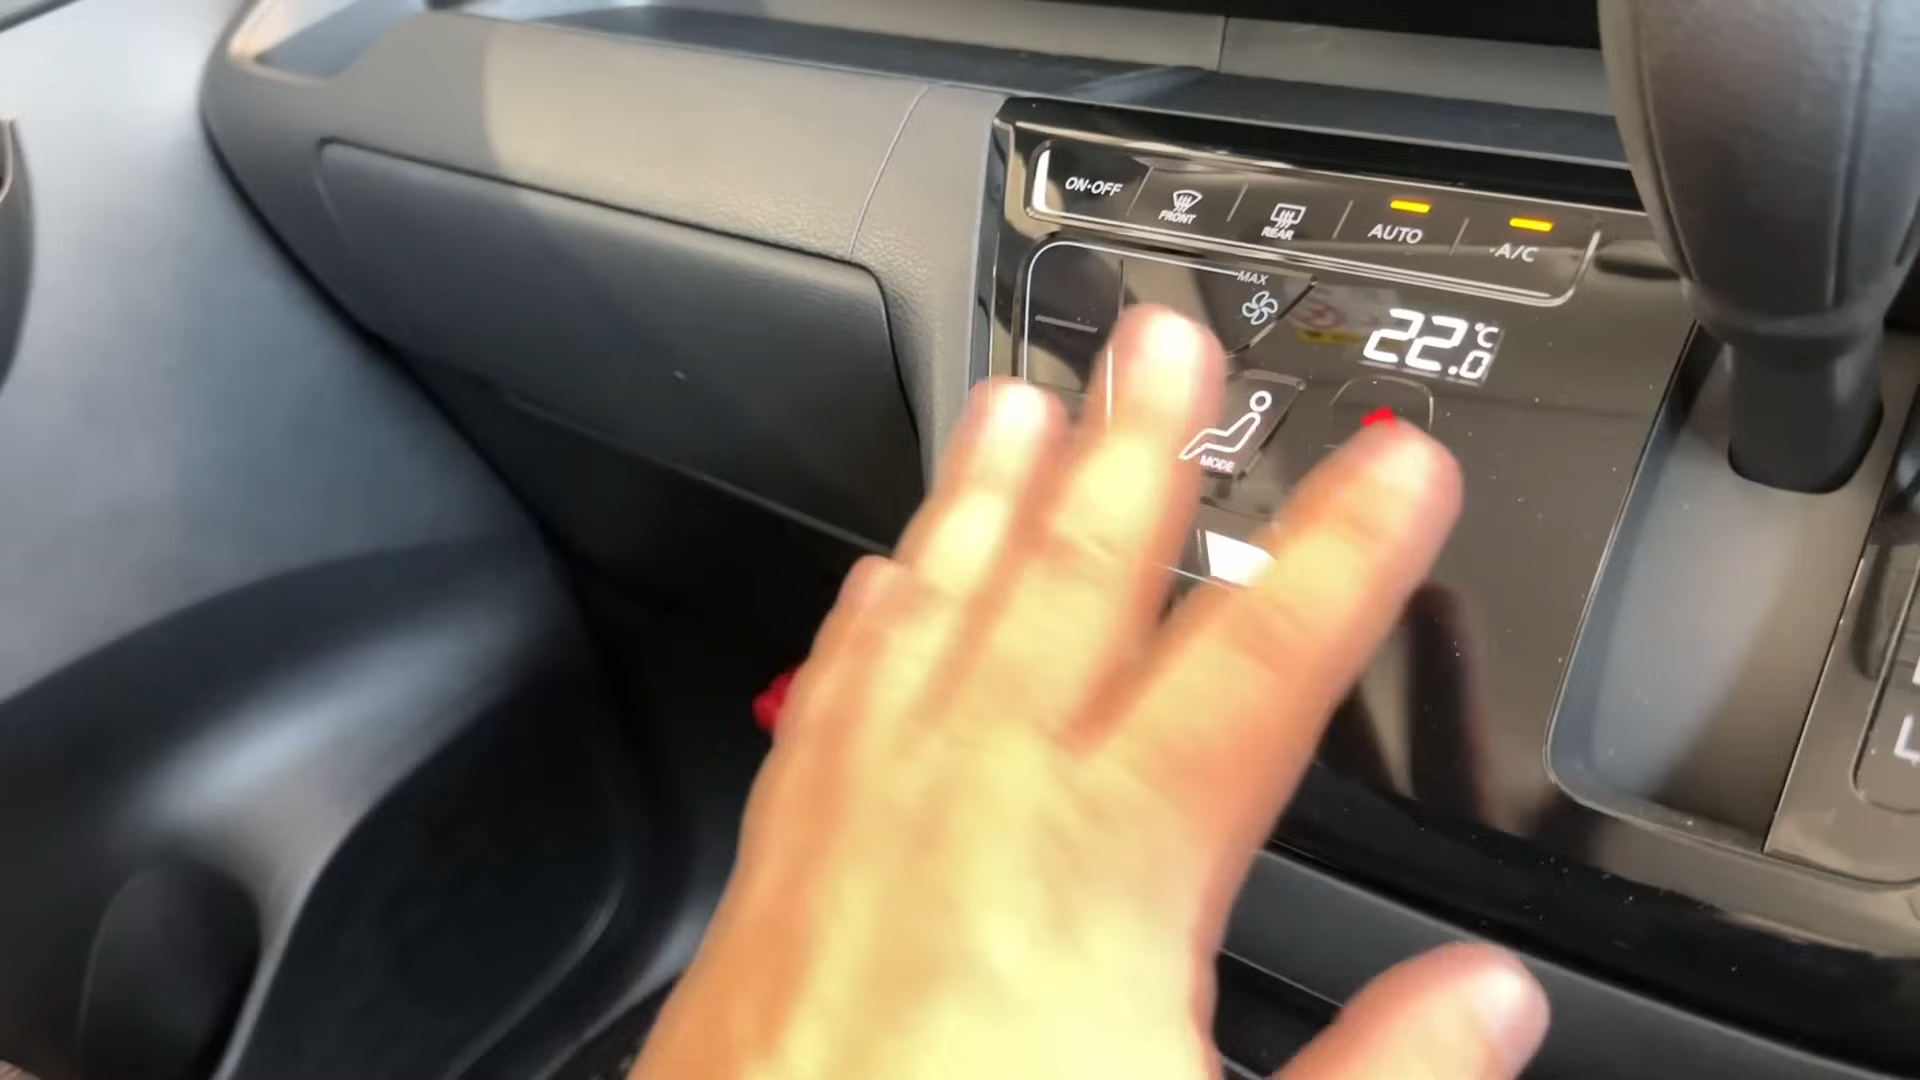 ON·OFF
FRONT
REAR
AUTO
A/C
MAX
22.0
°C
MODE
L